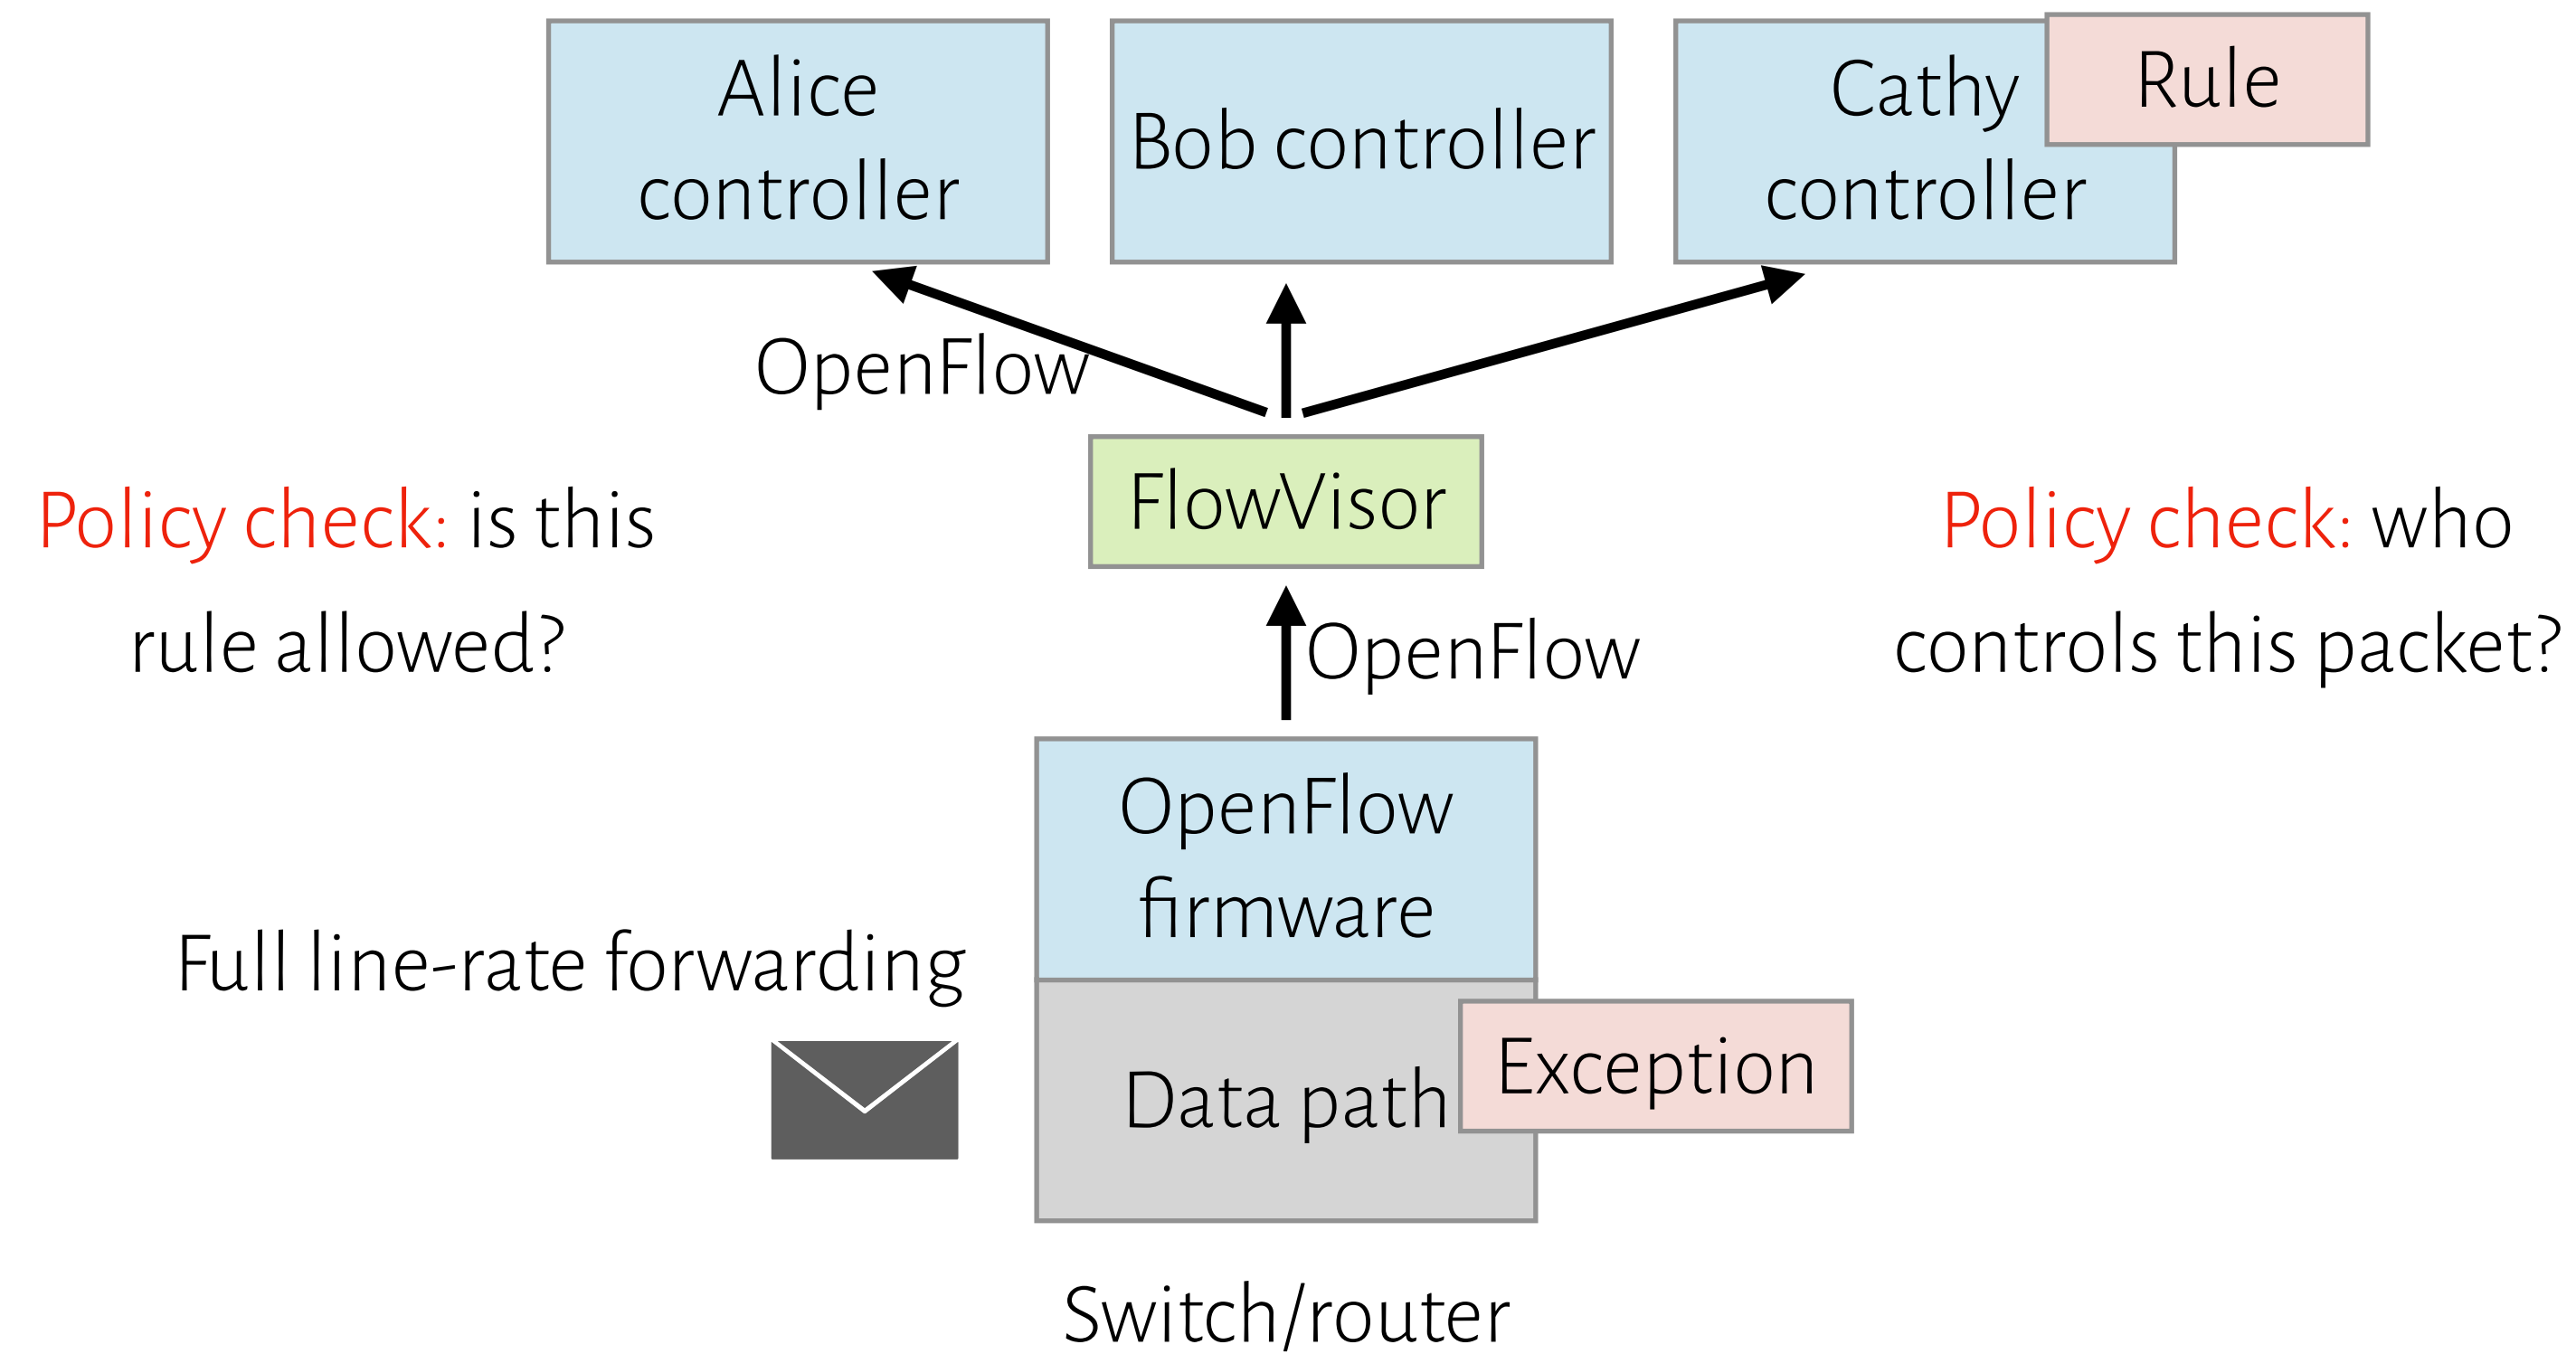 Alice
controller
Bob controller
Cathy
controller
Rule
OpenFlow
FlowVisor
Policy check: is this
rule allowed?
Policy check: who
controls this packet?
OpenFlow
OpenFlow
firmware
Full line-rate forwarding
Data path
Exception
Switch/router